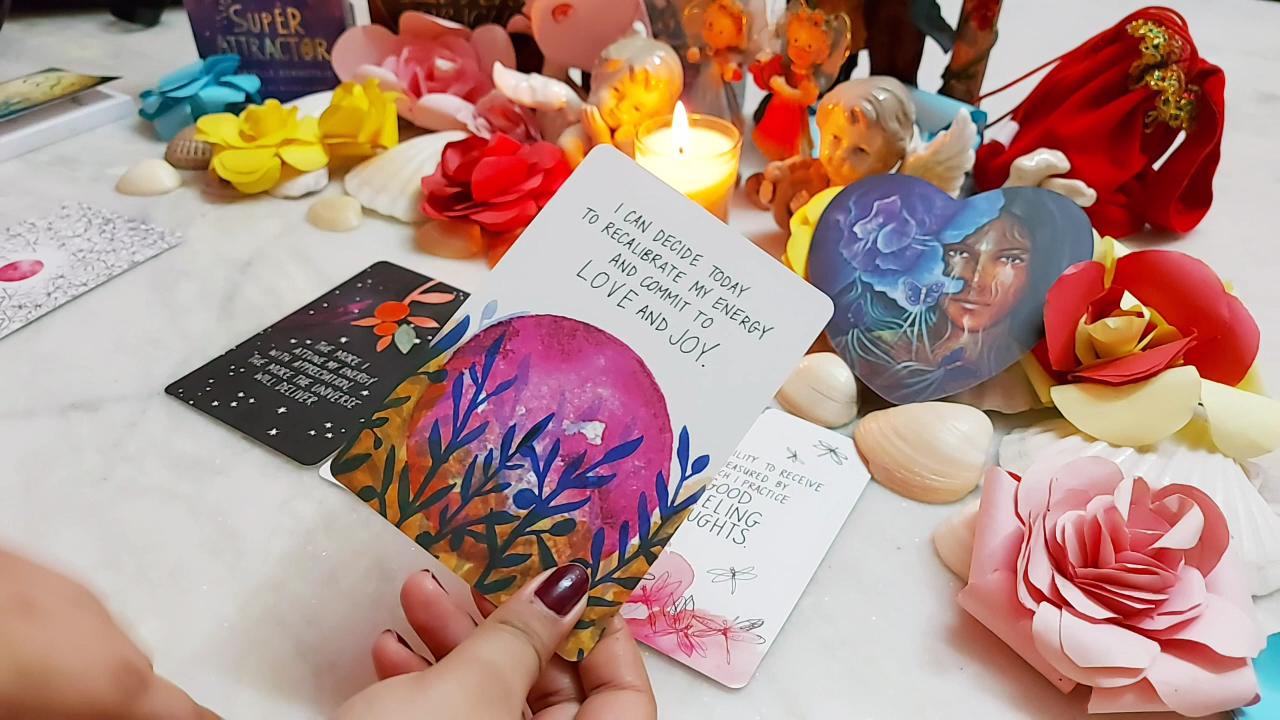 SUPER
ATTRACTOR
I CAN DECIDE TODAY
TO RECALIBRATE MY ENERGY
AND COMMIT TO
LOVE AND JOY.
THE MORE I
ATTUNE MY ENERGY
WITH APPRECIATION,
THE MORE THE UNIVERSE
WILL DELIVER
TO RECEIVE
BY
I PRACTICE
GOOD